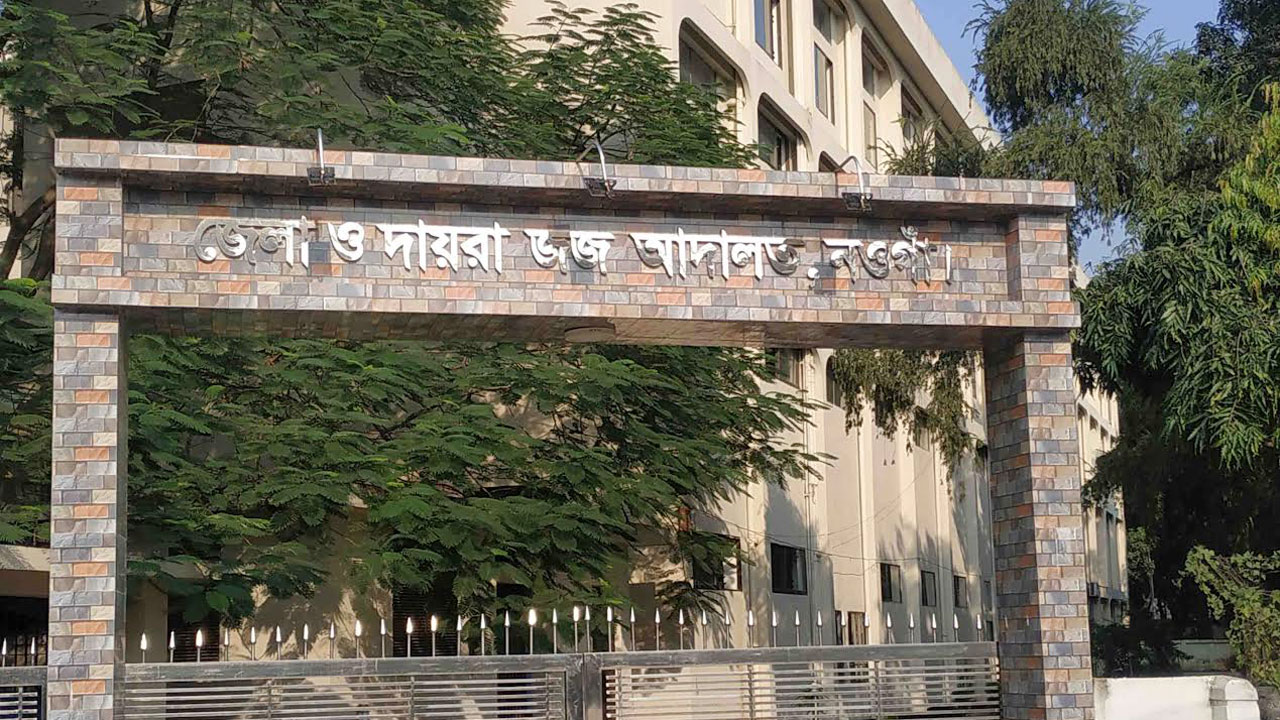 জেলা ও দায়রা জজ আদালত, নওগাঁ।